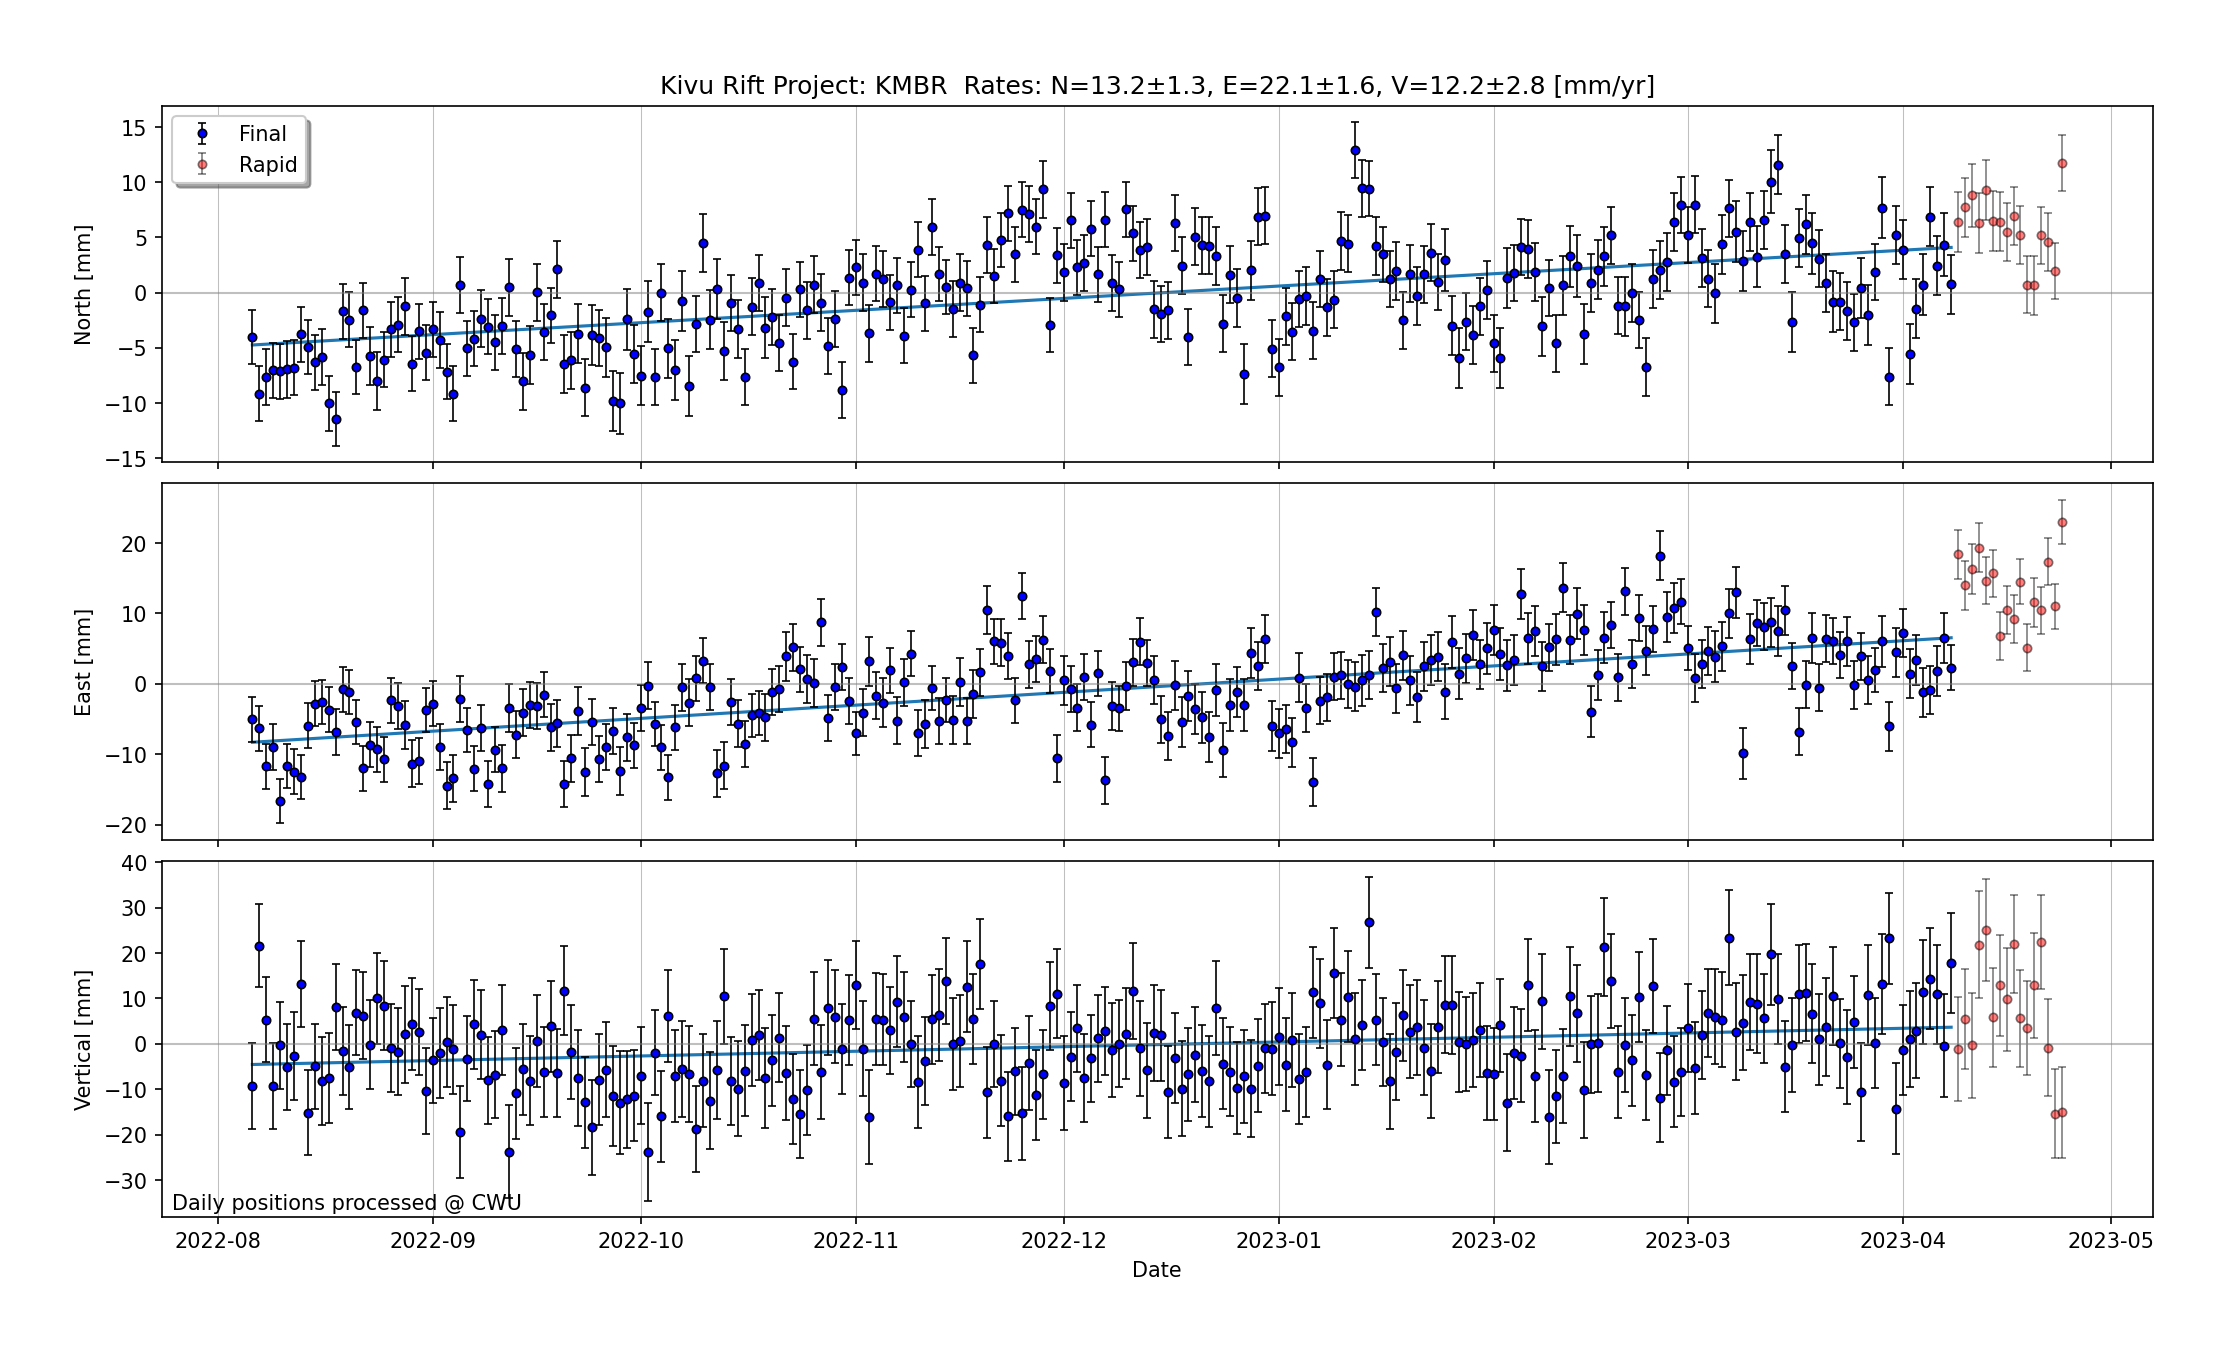 Kivu Rift Project: KMBR  Rates: N=13.2±1.3, E=22.1±1.6, V=12.2±2.8 [mm/yr]
Final
Rapid
North [mm]
15
10
5
0
−5
−10
−15
East [mm]
20
10
0
−10
−20
Vertical [mm]
40
30
20
10
0
−10
−20
−30
Daily positions processed @ CWU
2022-08 2022-09 2022-10 2022-11 2022-12 2023-01 2023-02 2023-03 2023-04 2023-05
Date